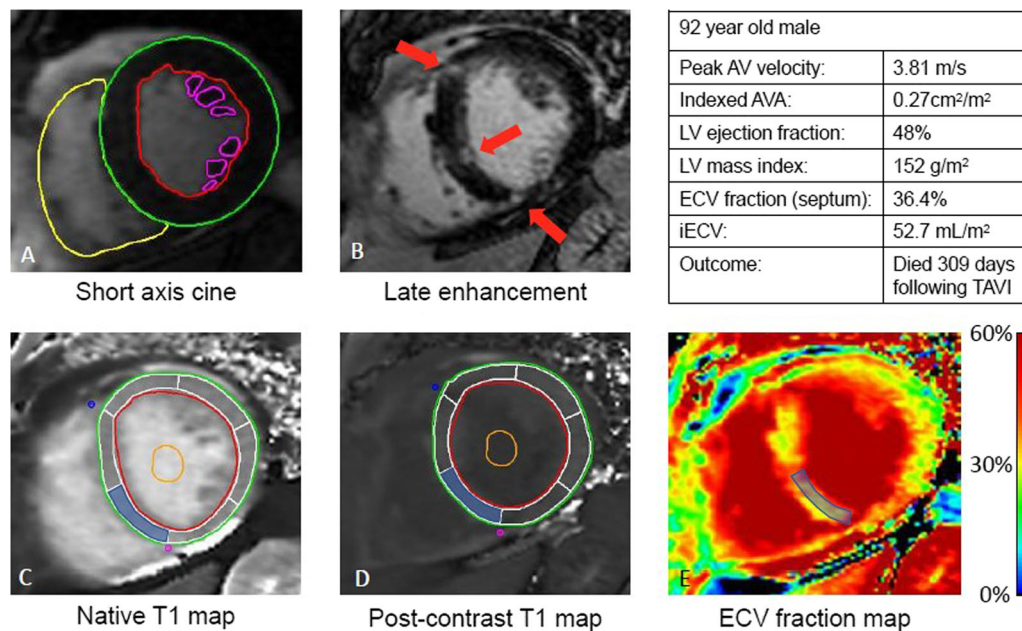 A
Short axis cine
B
Late enhancement
92 year old male
Peak AV velocity: 3.81 m/s
Indexed AVA: 0.27cm²/m²
LV ejection fraction: 48%
LV mass index: 152 g/m²
ECV fraction (septum): 36.4%
iECV: 52.7 mL/m²
Outcome: Died 309 days
following TAVI
C
Native T1 map
D
Post-contrast T1 map
E
ECV fraction map
60%
30%
0%